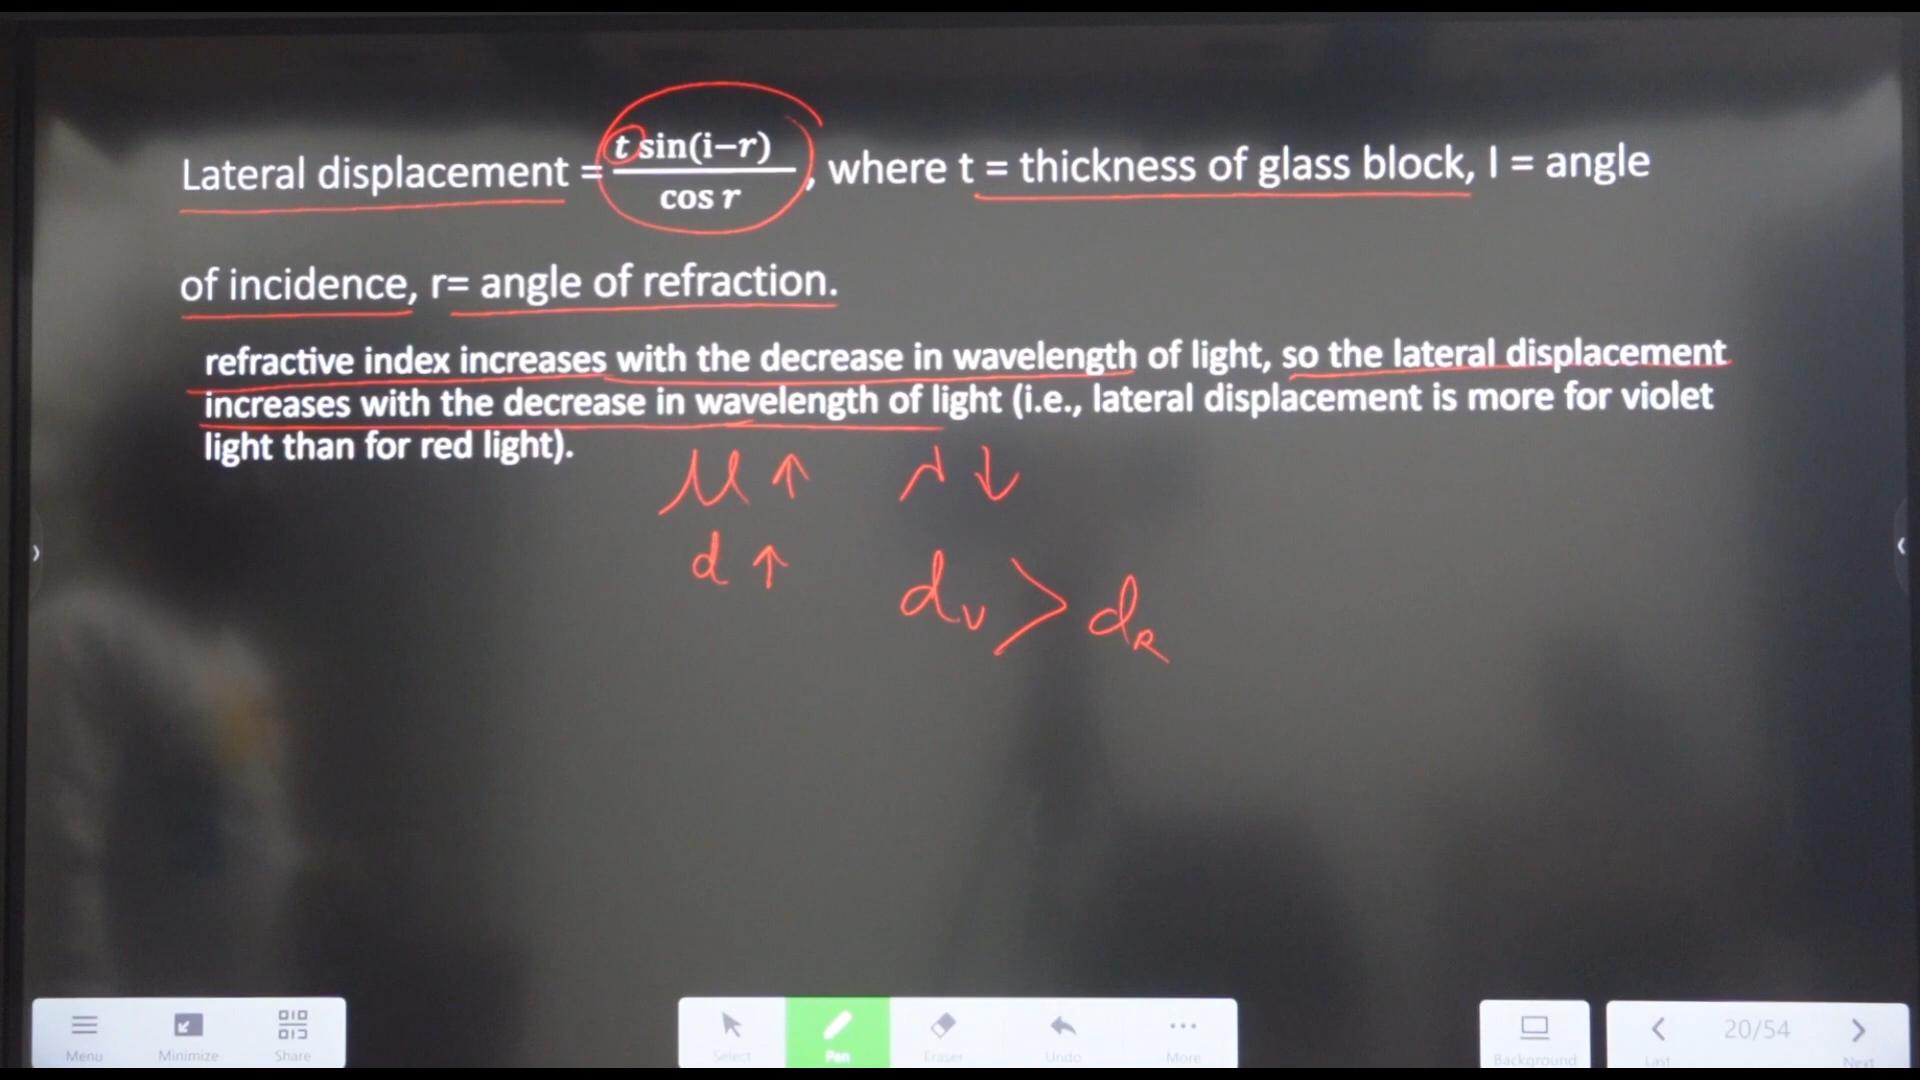 Lateral displacement = t sin(i−r) / cos r , where t = thickness of glass block, I = angle
of incidence, r= angle of refraction.
refractive index increases with the decrease in wavelength of light, so the lateral displacement
increases with the decrease in wavelength of light (i.e., lateral displacement is more for violet
light than for red light).
μ ↑ λ ↓
d ↑ dV > dR
Menu Minimize Share Select Pen Eraser Undo More Background Last 20/54 Next